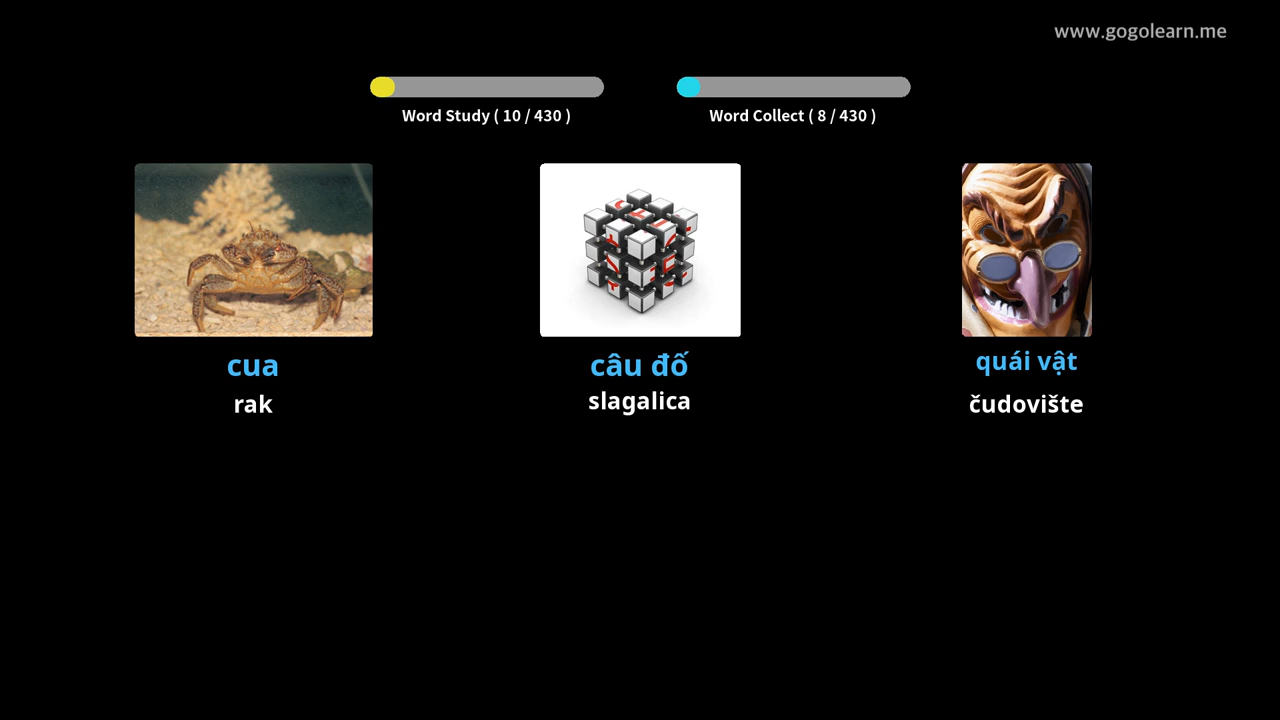 www.gogolearn.me
Word Study ( 10 / 430 )
Word Collect ( 8 / 430 )
cua
rak
câu đố
slagalica
quái vật
čudovište